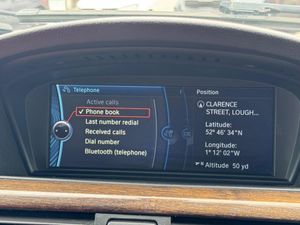 Telephone
Active calls
✓ Phone book
Last number redial
Received calls
Dial number
Bluetooth (telephone)
Position
CLARENCE
STREET, LOUGH...
Latitude:
52° 46' 34"N
Longitude:
1° 12' 02"W
Altitude 50 yd